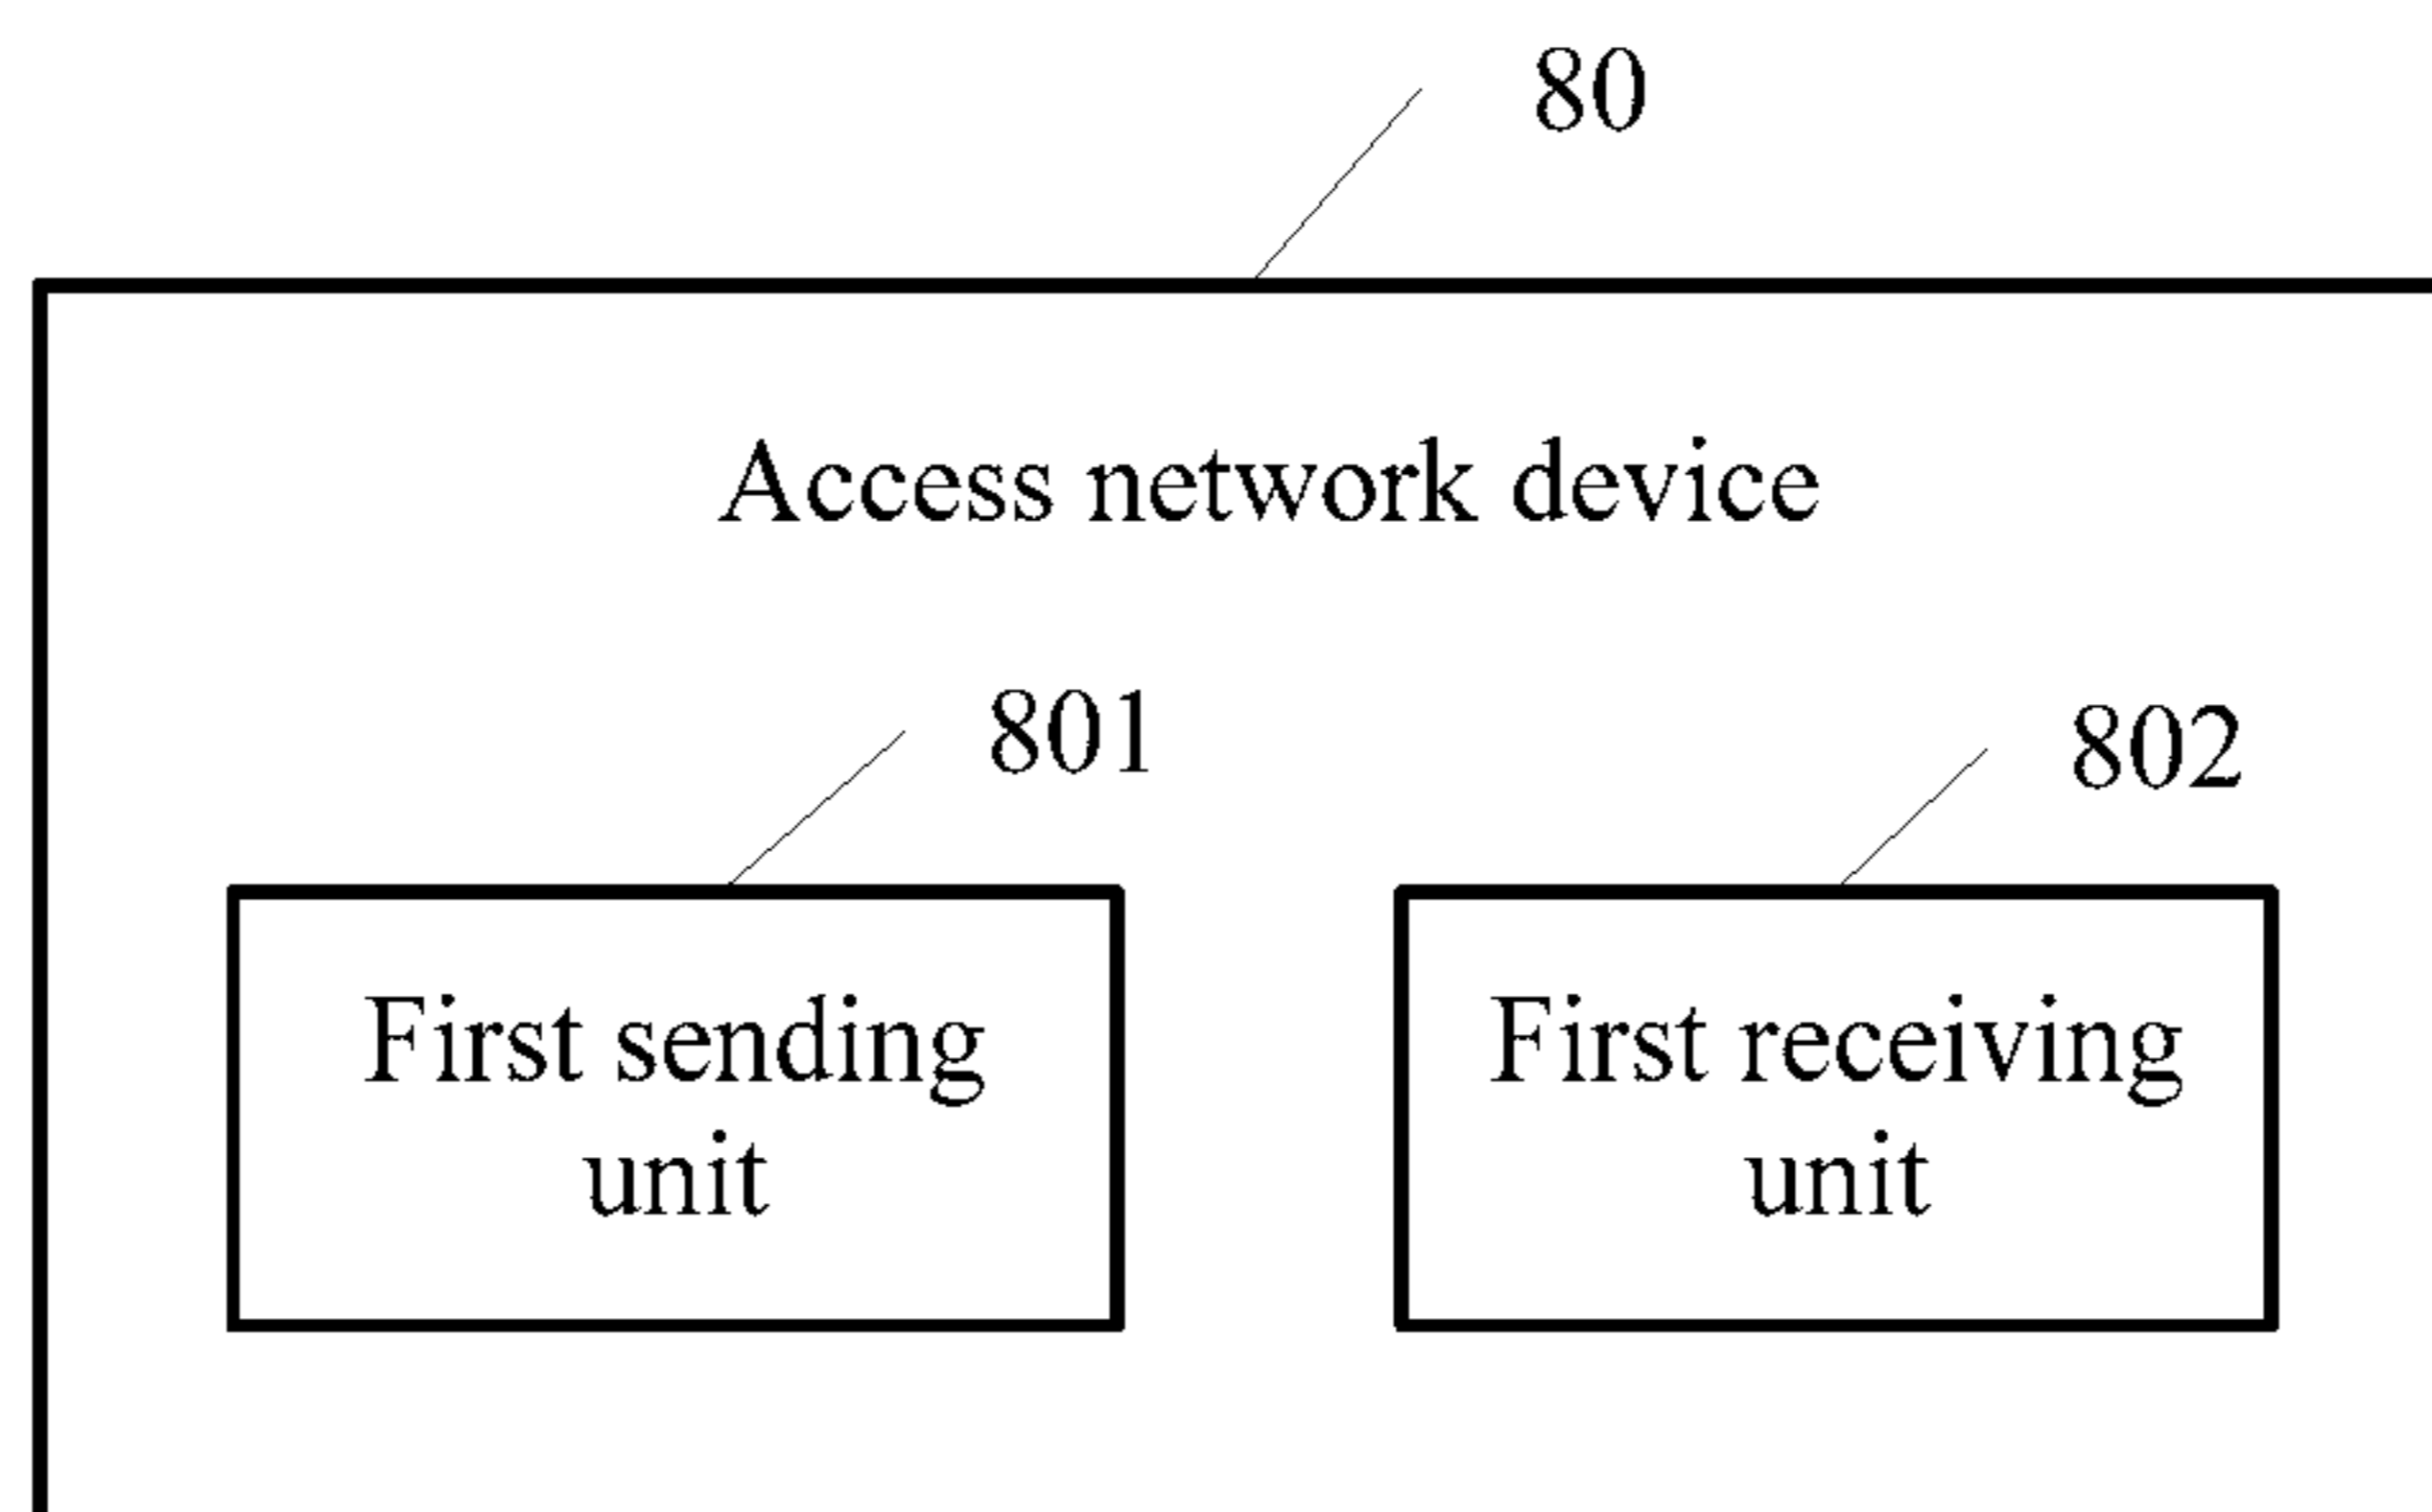 80
Access network device
801
802
First sending
unit
First receiving
unit